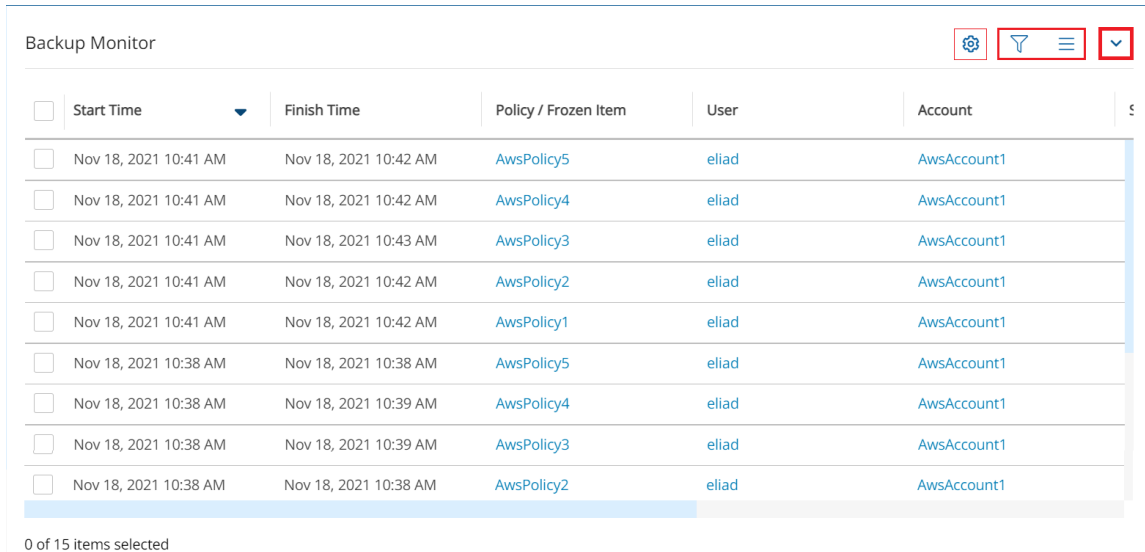 Backup Monitor
Start Time Finish Time Policy / Frozen Item User Account
Nov 18, 2021 10:41 AM Nov 18, 2021 10:42 AM AwsPolicy5 eliad AwsAccount1
Nov 18, 2021 10:41 AM Nov 18, 2021 10:42 AM AwsPolicy4 eliad AwsAccount1
Nov 18, 2021 10:41 AM Nov 18, 2021 10:43 AM AwsPolicy3 eliad AwsAccount1
Nov 18, 2021 10:41 AM Nov 18, 2021 10:42 AM AwsPolicy2 eliad AwsAccount1
Nov 18, 2021 10:41 AM Nov 18, 2021 10:42 AM AwsPolicy1 eliad AwsAccount1
Nov 18, 2021 10:38 AM Nov 18, 2021 10:38 AM AwsPolicy5 eliad AwsAccount1
Nov 18, 2021 10:38 AM Nov 18, 2021 10:39 AM AwsPolicy4 eliad AwsAccount1
Nov 18, 2021 10:38 AM Nov 18, 2021 10:39 AM AwsPolicy3 eliad AwsAccount1
Nov 18, 2021 10:38 AM Nov 18, 2021 10:38 AM AwsPolicy2 eliad AwsAccount1
0 of 15 items selected